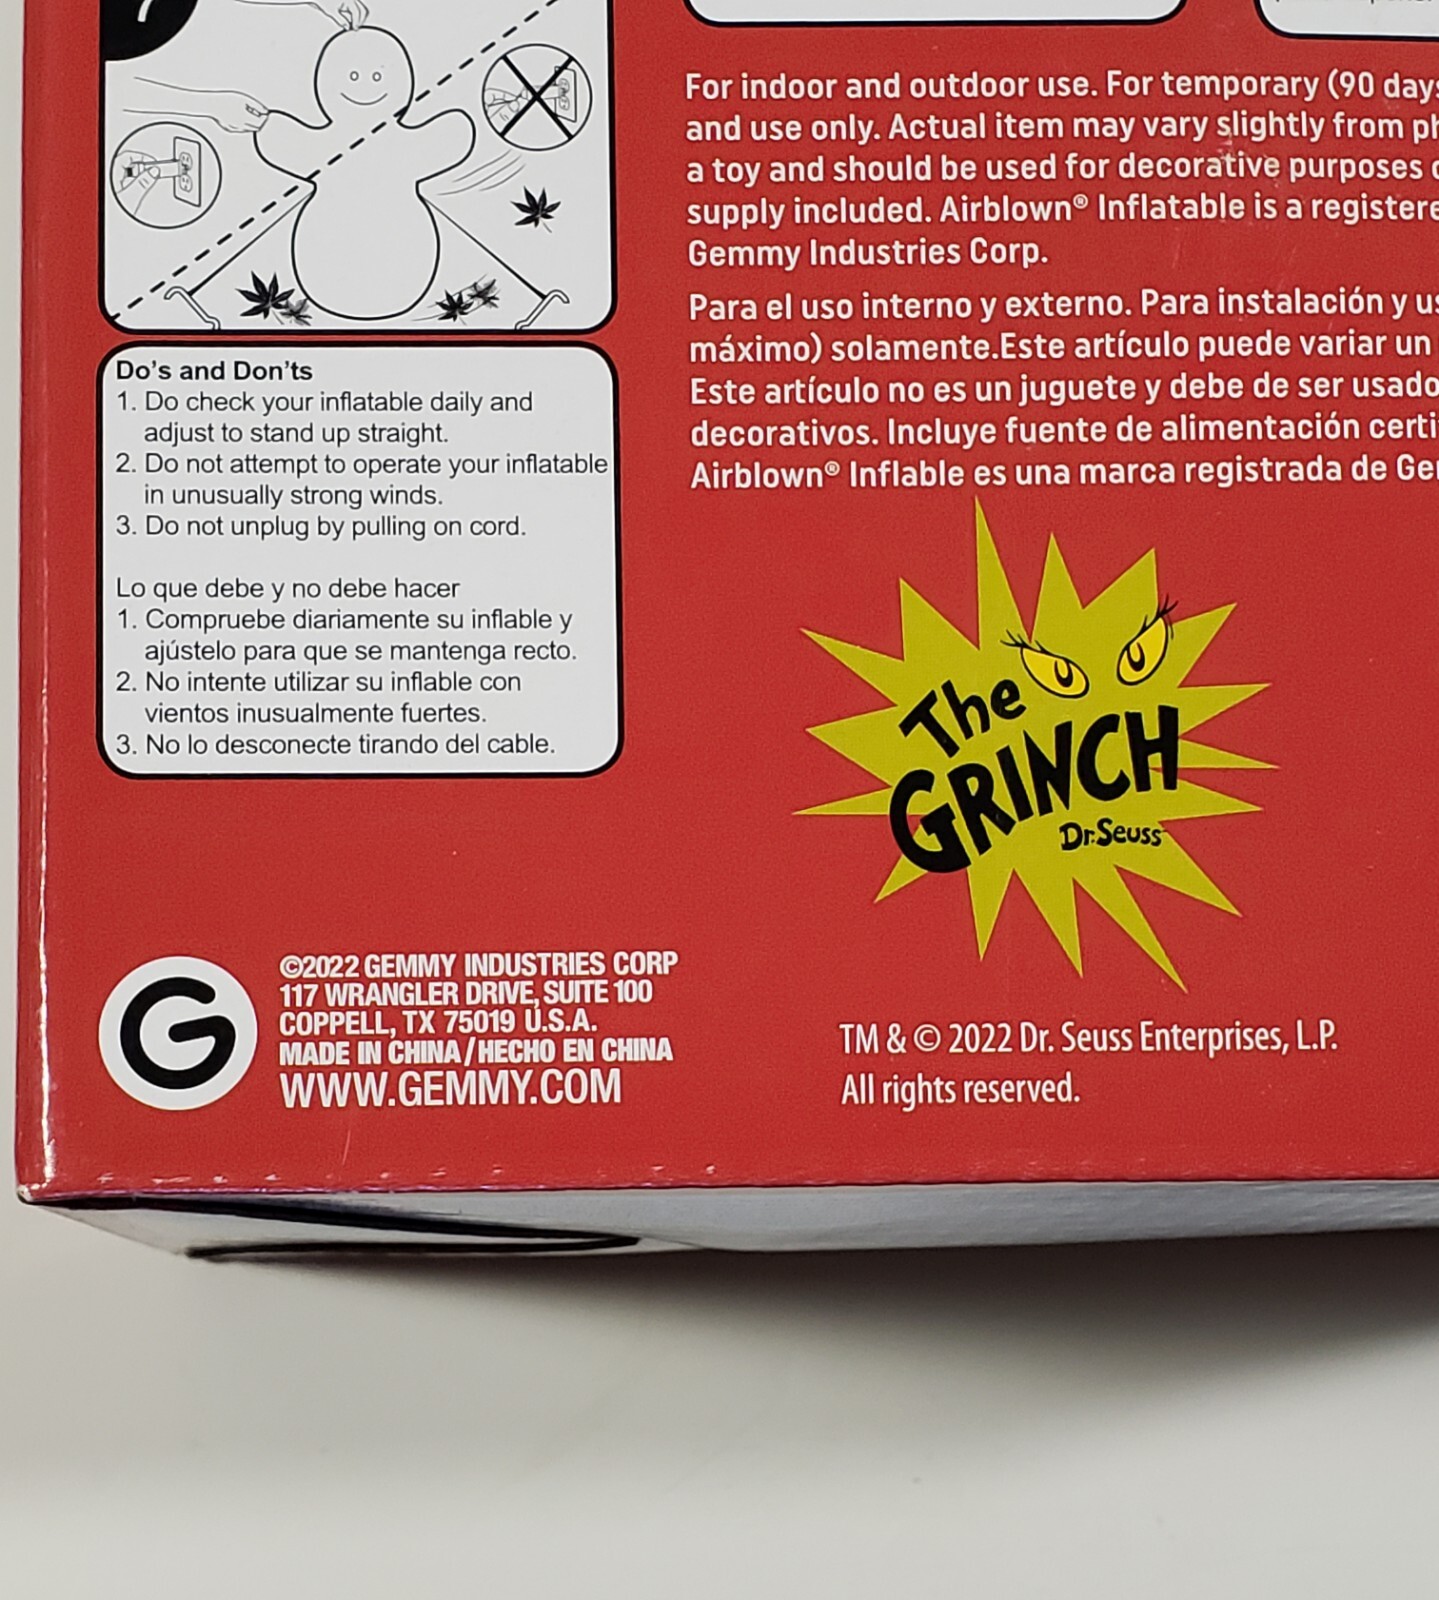 Do's and Don'ts
1. Do check your inflatable daily and
adjust to stand up straight.
2. Do not attempt to operate your inflatable
in unusually strong winds.
3. Do not unplug by pulling on cord.
Lo que debe y no debe hacer
1. Compruebe diariamente su inflable y
ajústelo para que se mantenga recto.
2. No intente utilizar su inflable con
vientos inusualmente fuertes.
3. No lo desconecte tirando del cable.
For indoor and outdoor use. For temporary (90 days
and use only. Actual item may vary slightly from
a toy and should be used for decorative purposes
supply included. Airblown® Inflatable is a
Gemmy Industries Corp.
Para el uso interno y externo. Para instalación y
máximo) solamente.Este artículo puede variar un
Este artículo no es un juguete y debe de ser usado
decorativos. Incluye fuente de alimentación
Airblown® Inflable es una marca registrada de
The
GRINCH
Dr.Seuss
G
©2022 GEMMY INDUSTRIES CORP
117 WRANGLER DRIVE, SUITE 100
COPPELL, TX 75019 U.S.A.
MADE IN CHINA/HECHO EN CHINA
WWW.GEMMY.COM
TM & © 2022 Dr. Seuss Enterprises, L.P.
All rights reserved.